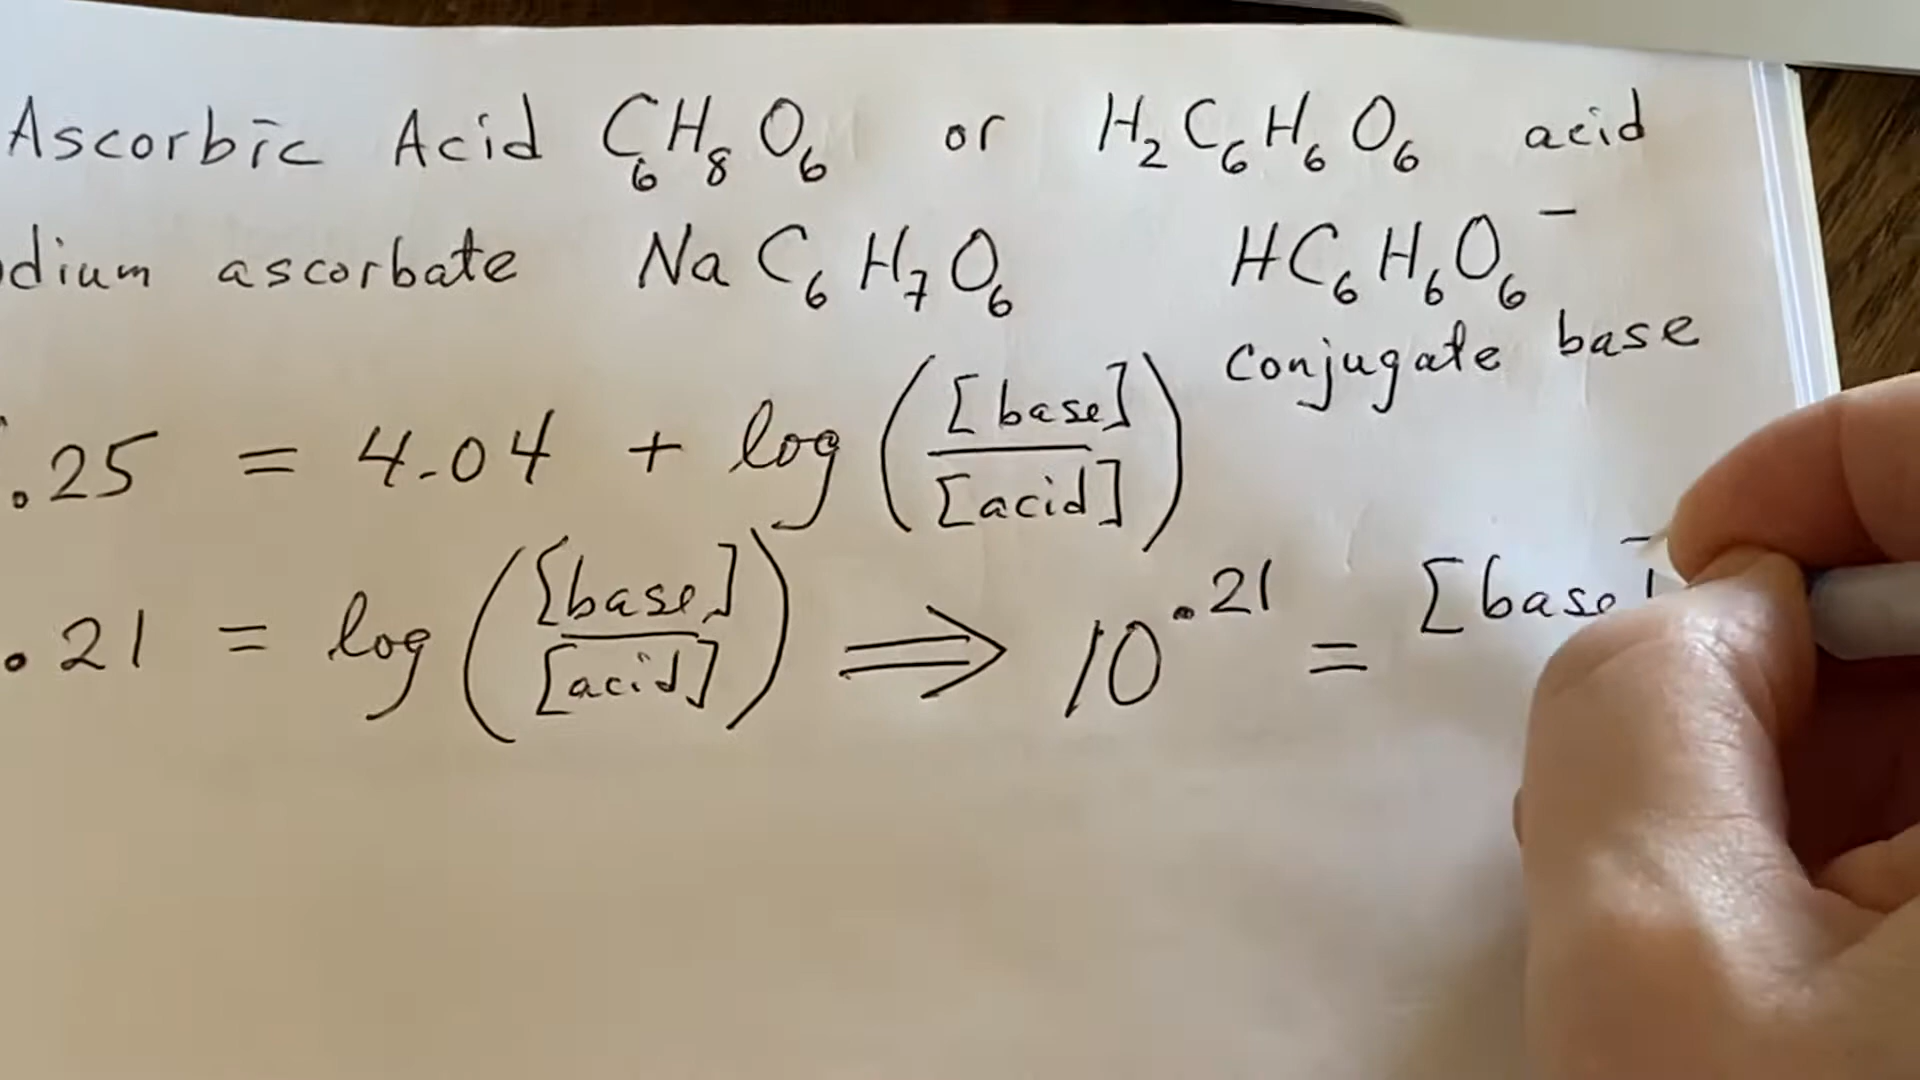 Ascorbic Acid C₆H₈O₆ or H₂C₆H₆O₆ acid
dium ascorbate NaC₆H₇O₆ HC₆H₆O₆⁻
conjugate base
.25 = 4.04 + log([base]/[acid])
.21 = log([base]/[acid]) ⟹ 10^.21 = [base]